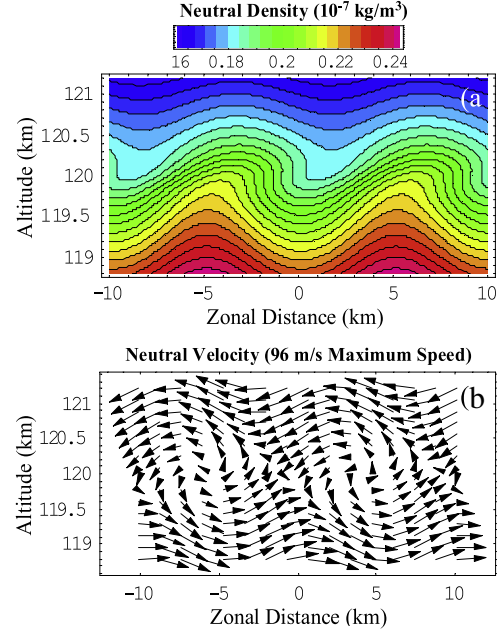 Neutral Density (10-7 kg/m3)
16 0.18 0.2 0.22 0.24
(a
121
120.5
120
119.5
119
Altitude (km)
-10 -5 0 5 10
Zonal Distance (km)
Neutral Velocity (96 m/s Maximum Speed)
(b
121
120.5
120
119.5
119
Altitude (km)
-10 -5 0 5 10
Zonal Distance (km)